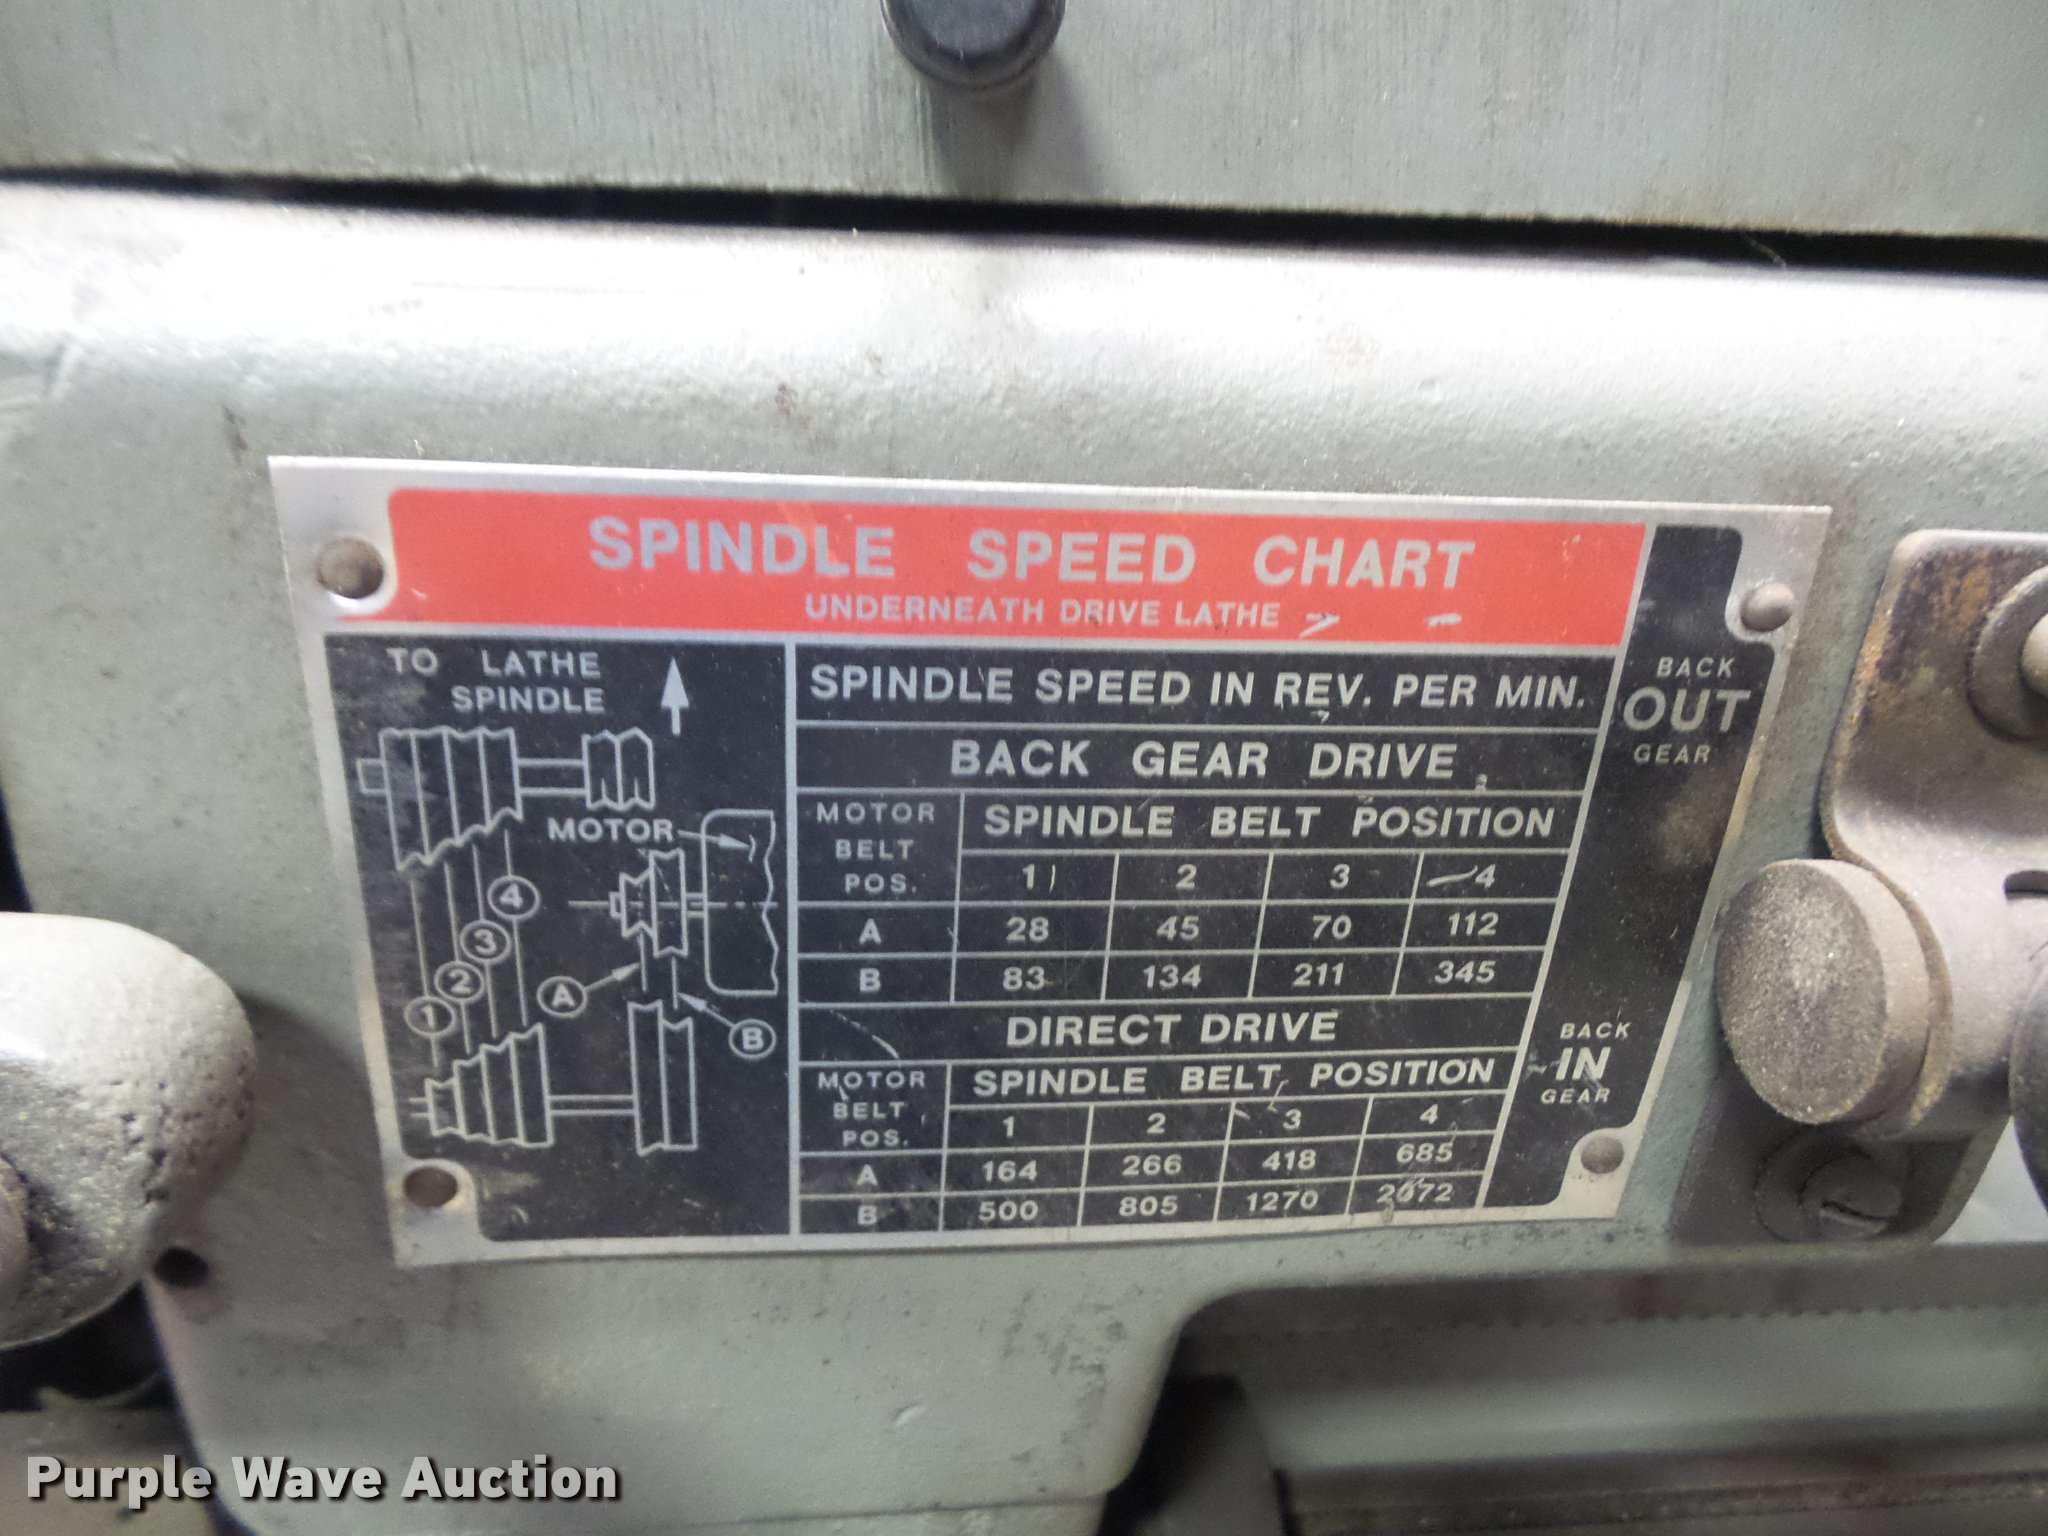 SPINDLE SPEED CHART
UNDERNEATH DRIVE LATHE
TO LATHE
SPINDLE
MOTOR
1
2
3
4
A
B
SPINDLE SPEED IN REV. PER MIN.
BACK GEAR DRIVE
MOTOR
BELT
POS.
SPINDLE BELT POSITION
1 2 3 4
A 28 45 70 112
B 83 134 211 345
DIRECT DRIVE
MOTOR
BELT
POS.
SPINDLE BELT POSITION
1 2 3 4
A 164 266 418 685
B 500 805 1270 2072
BACK
OUT
GEAR
BACK
IN
GEAR
Purple Wave Auction